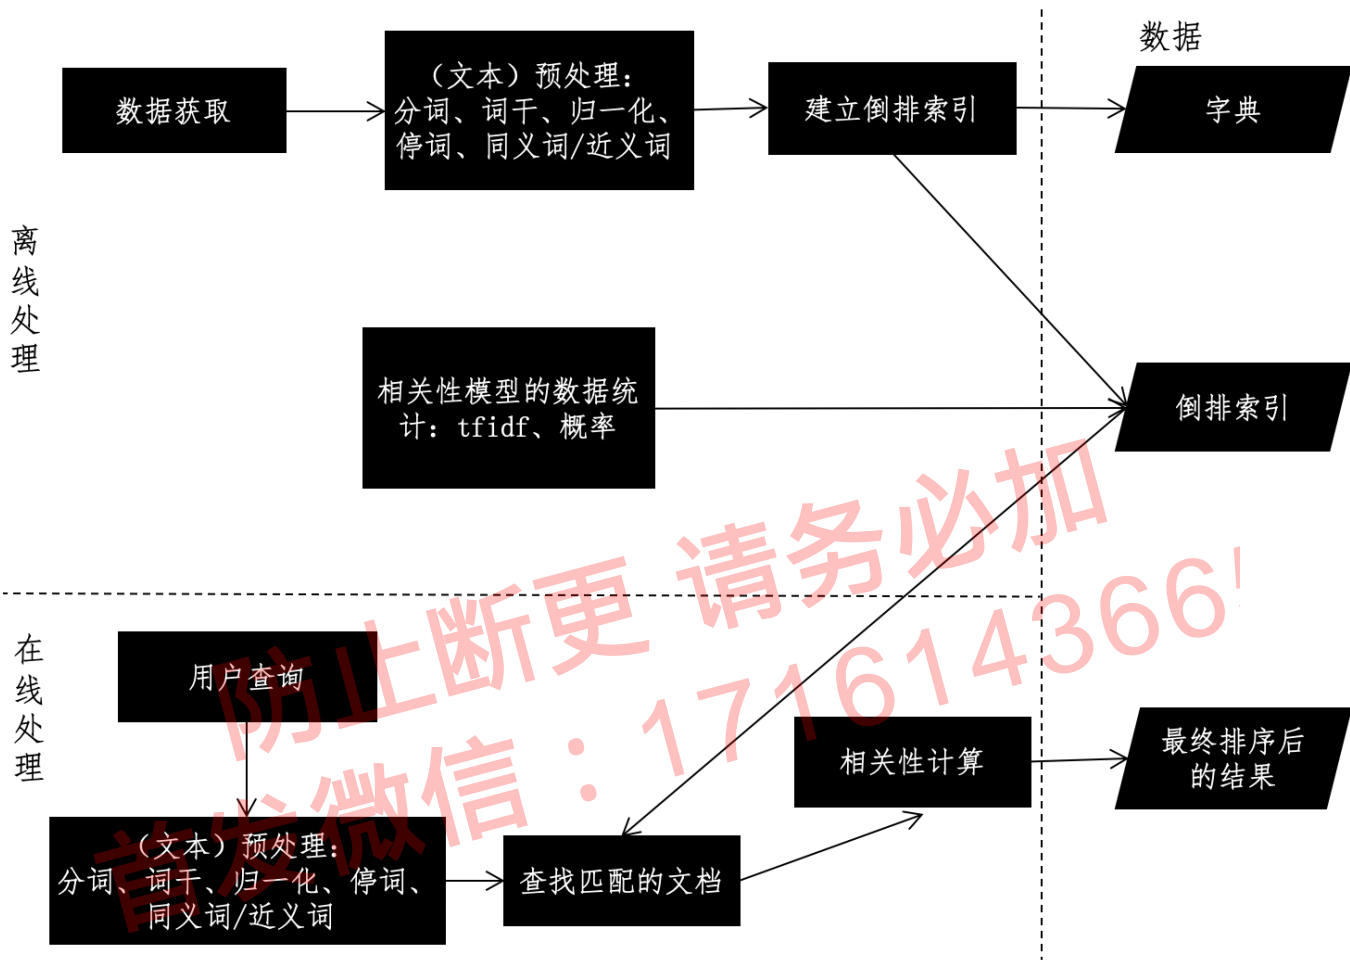 数据
数据获取
（文本）预处理：
分词、词干、归一化、
停词、同义词/近义词
建立倒排索引
字典
离线处理
相关性模型的数据统
计：tfidf、概率
倒排索引
防止断更 请务必加
首发微信：171614366
在线处理
用户查询
（文本）预处理：
分词、词干、归一化、停词、
同义词/近义词
查找匹配的文档
相关性计算
最终排序后
的结果